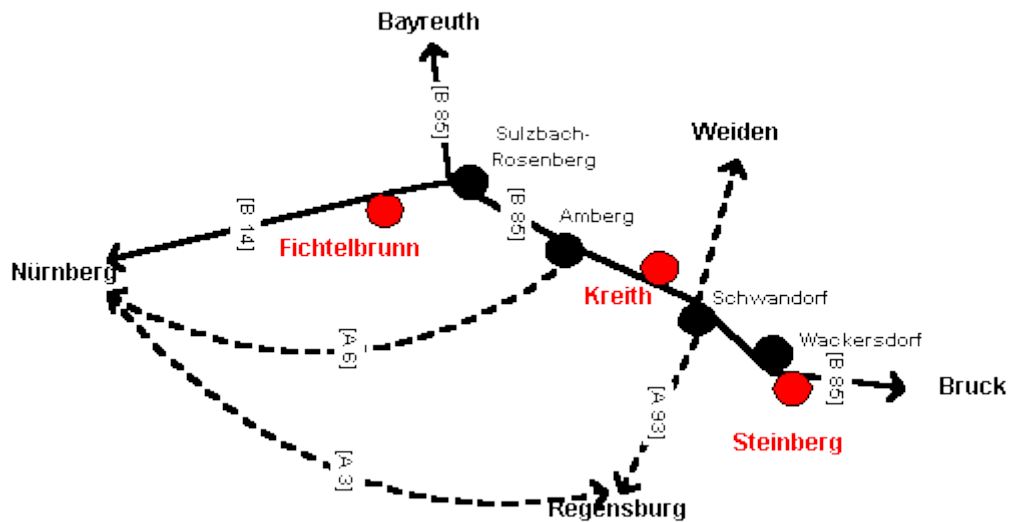 Bayreuth
[B 85]
Weiden
Sulzbach-
Rosenberg
[B 85]
Amberg
[B 14]
Fichtelbrunn
Nürnberg
Kreith
Schwandorf
[A 6]
Wackersdorf
[B 85]
Bruck
[A 93]
Steinberg
[A 3]
Regensburg